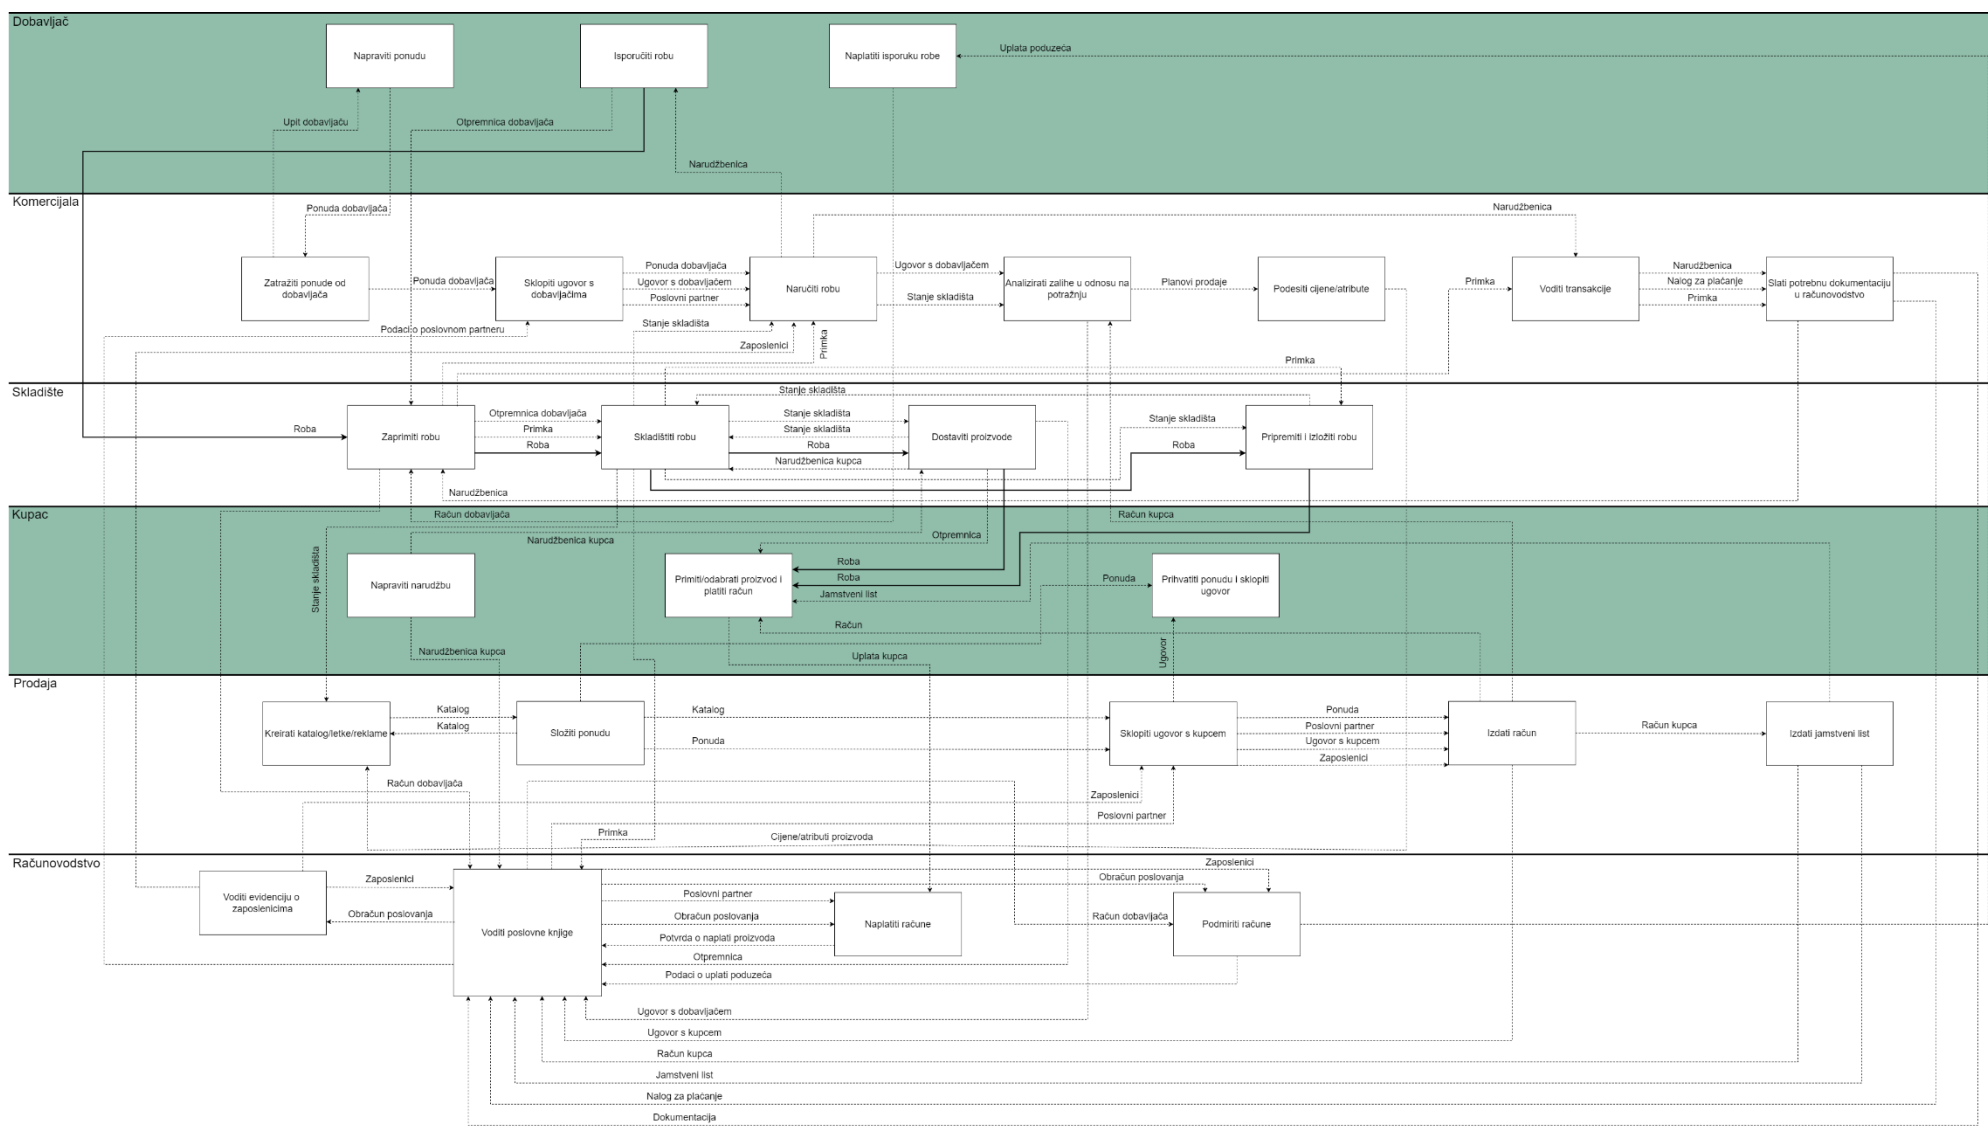 Dobavljač
Napraviti ponudu
Isporučiti robu
Naplatiti isporuku robe
Uplata poduzeća
Upit dobavljaču
Otpremnica dobavljača
Narudžbenica
Komercijala
Ponuda dobavljača
Narudžbenica
Zatražiti ponude od
dobavljača
Ponuda dobavljača
Sklopiti ugovor s
dobavljačima
Ponuda dobavljača
Ugovor s dobavljačem
Poslovni partner
Naručiti robu
Ugovor s dobavljačem
Stanje skladišta
Analizirati zalihe u odnosu na
potražnju
Planovi prodaje
Podesiti cijene/atribute
Primka
Voditi transakcije
Narudžbenica
Nalog za plaćanje
Primka
Slati potrebnu dokumentaciju
u računovodstvo
Podaci o poslovnom partneru
Stanje skladišta
Zaposlenici
Primka
Primka
Skladište
Stanje skladišta
Roba
Zaprimiti robu
Otpremnica dobavljača
Primka
Roba
Skladištiti robu
Stanje skladišta
Stanje skladišta
Roba
Narudžbenica kupca
Dostaviti proizvode
Stanje skladišta
Roba
Pripremiti i izložiti robu
Narudžbenica
Kupac
Račun dobavljača
Račun kupca
Narudžbenica kupca
Otpremnica
Stanje skladišta
Napraviti narudžbu
Primiti/odabrati proizvod i
platiti račun
Roba
Roba
Jamstveni list
Ponuda
Prihvatiti ponudu i sklopiti
ugovor
Račun
Narudžbenica kupca
Uplata kupca
Ugovor
Prodaja
Kreirati katalog/letke/reklame
Katalog
Katalog
Složiti ponudu
Katalog
Ponuda
Sklopiti ugovor s kupcem
Ponuda
Poslovni partner
Ugovor s kupcem
Zaposlenici
Izdati račun
Račun kupca
Izdati jamstveni list
Račun dobavljača
Zaposlenici
Poslovni partner
Primka
Cijene/atributi proizvoda
Računovodstvo
Zaposlenici
Voditi evidenciju o
zaposlenicima
Zaposlenici
Obračun poslovanja
Voditi poslovne knjige
Obračun poslovanja
Poslovni partner
Obračun poslovanja
Potvrda o naplati proizvoda
Otpremnica
Podaci o uplati poduzeća
Naplatiti račune
Račun dobavljača
Podmiriti račune
Ugovor s dobavljačem
Ugovor s kupcem
Račun kupca
Jamstveni list
Nalog za plaćanje
Dokumentacija